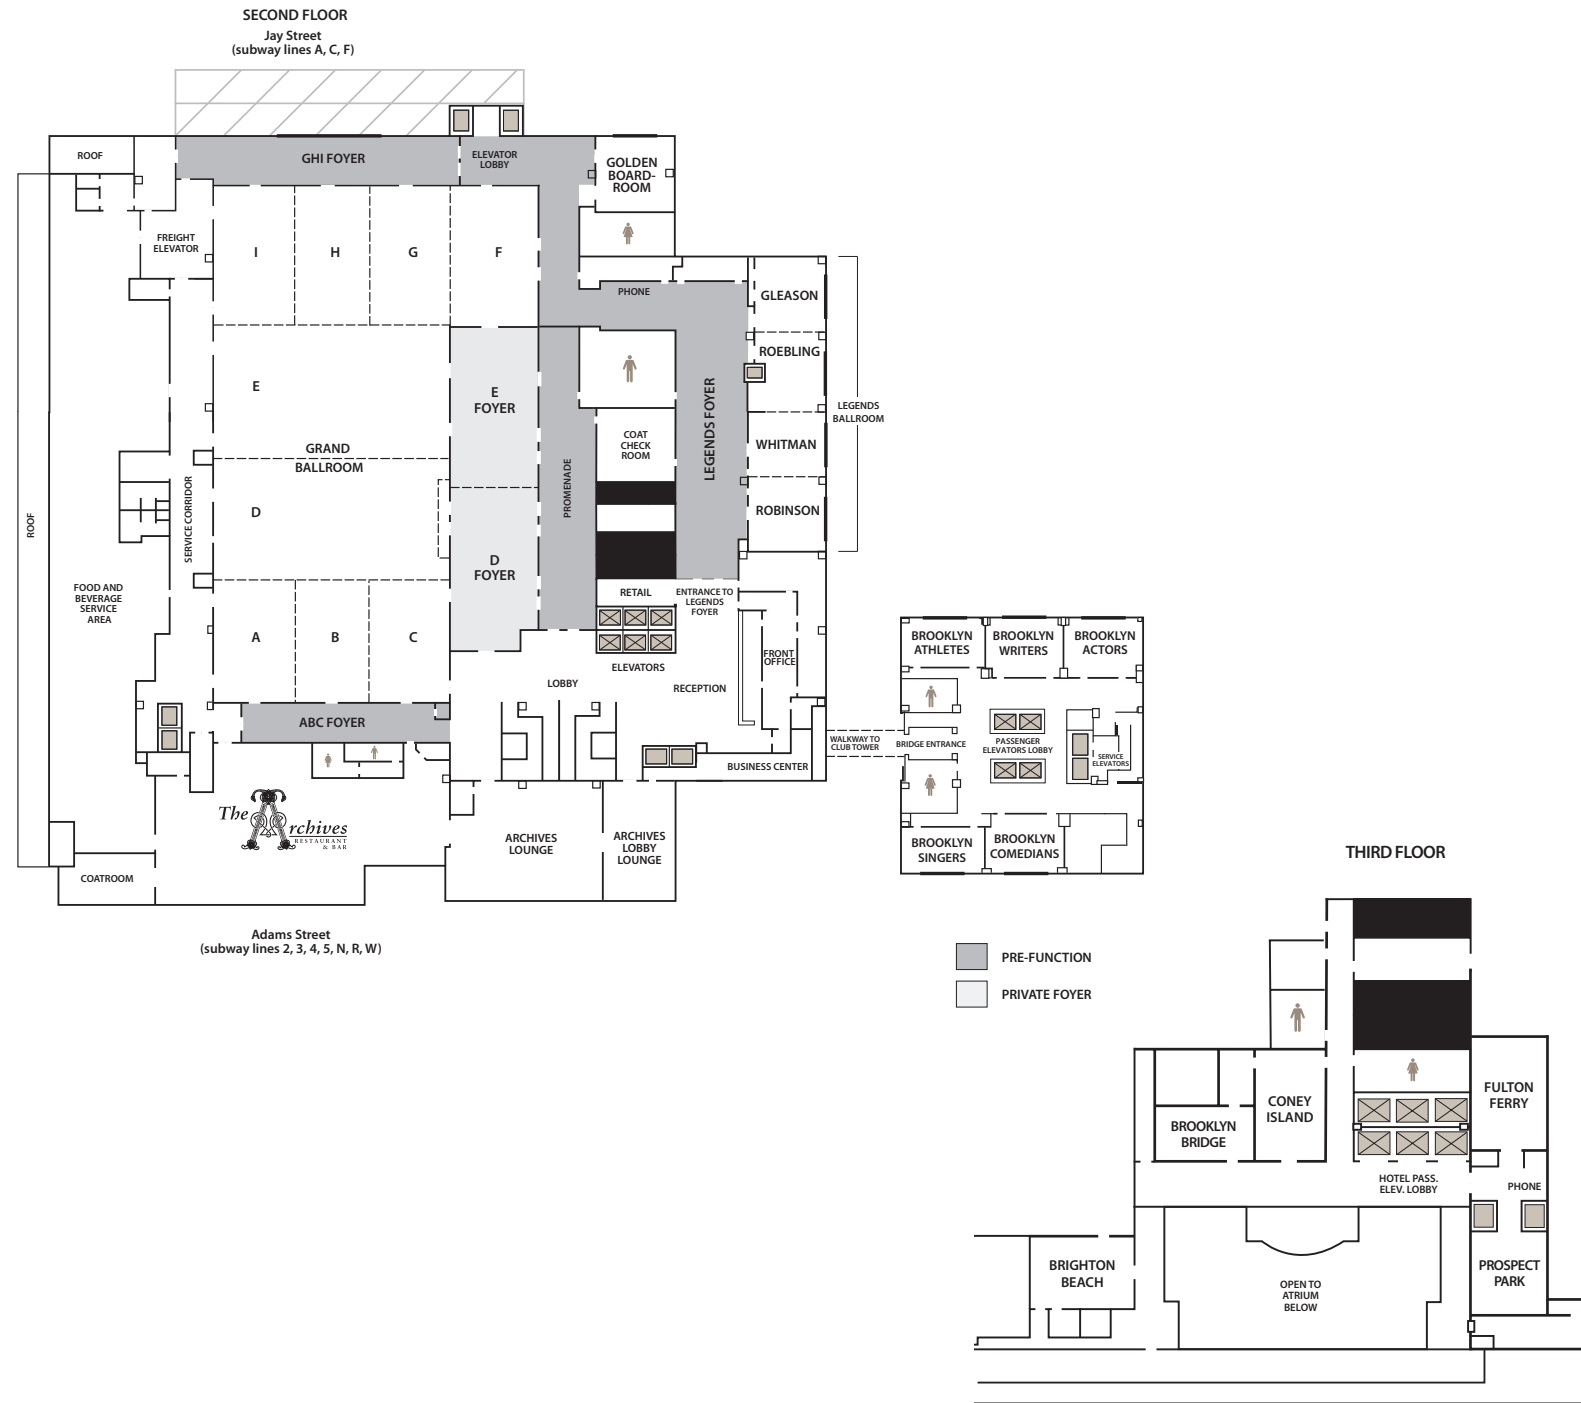 SECOND FLOOR
Jay Street
(subway lines A, C, F)
ROOF
GHI FOYER
ELEVATOR
LOBBY
GOLDEN
BOARD-
ROOM
FREIGHT
ELEVATOR
I
H
G
F
PHONE
GLEASON
ROEBLING
E
E
FOYER
LEGENDS FOYER
LEGENDS
BALLROOM
COAT
CHECK
ROOM
WHITMAN
GRAND
BALLROOM
PROMENADE
ROOF
SERVICE CORRIDOR
D
ROBINSON
D
FOYER
FOOD AND
BEVERAGE
SERVICE
AREA
RETAIL
ENTRANCE TO
LEGENDS
FOYER
A
B
C
ELEVATORS
FRONT
OFFICE
LOBBY
RECEPTION
ABC FOYER
WALKWAY TO
CLUB TOWER
BUSINESS CENTER
The
Archives
RESTAURANT
& BAR
ARCHIVES
LOUNGE
ARCHIVES
LOBBY
LOUNGE
COATROOM
Adams Street
(subway lines 2, 3, 4, 5, N, R, W)
BROOKLYN
ATHLETES
BROOKLYN
WRITERS
BROOKLYN
ACTORS
BRIDGE ENTRANCE
PASSENGER
ELEVATORS LOBBY
SERVICE
ELEVATORS
BROOKLYN
SINGERS
BROOKLYN
COMEDIANS
PRE-FUNCTION
PRIVATE FOYER
THIRD FLOOR
FULTON
FERRY
CONEY
ISLAND
BROOKLYN
BRIDGE
HOTEL PASS.
ELEV. LOBBY
PHONE
BRIGHTON
BEACH
OPEN TO
ATRIUM
BELOW
PROSPECT
PARK